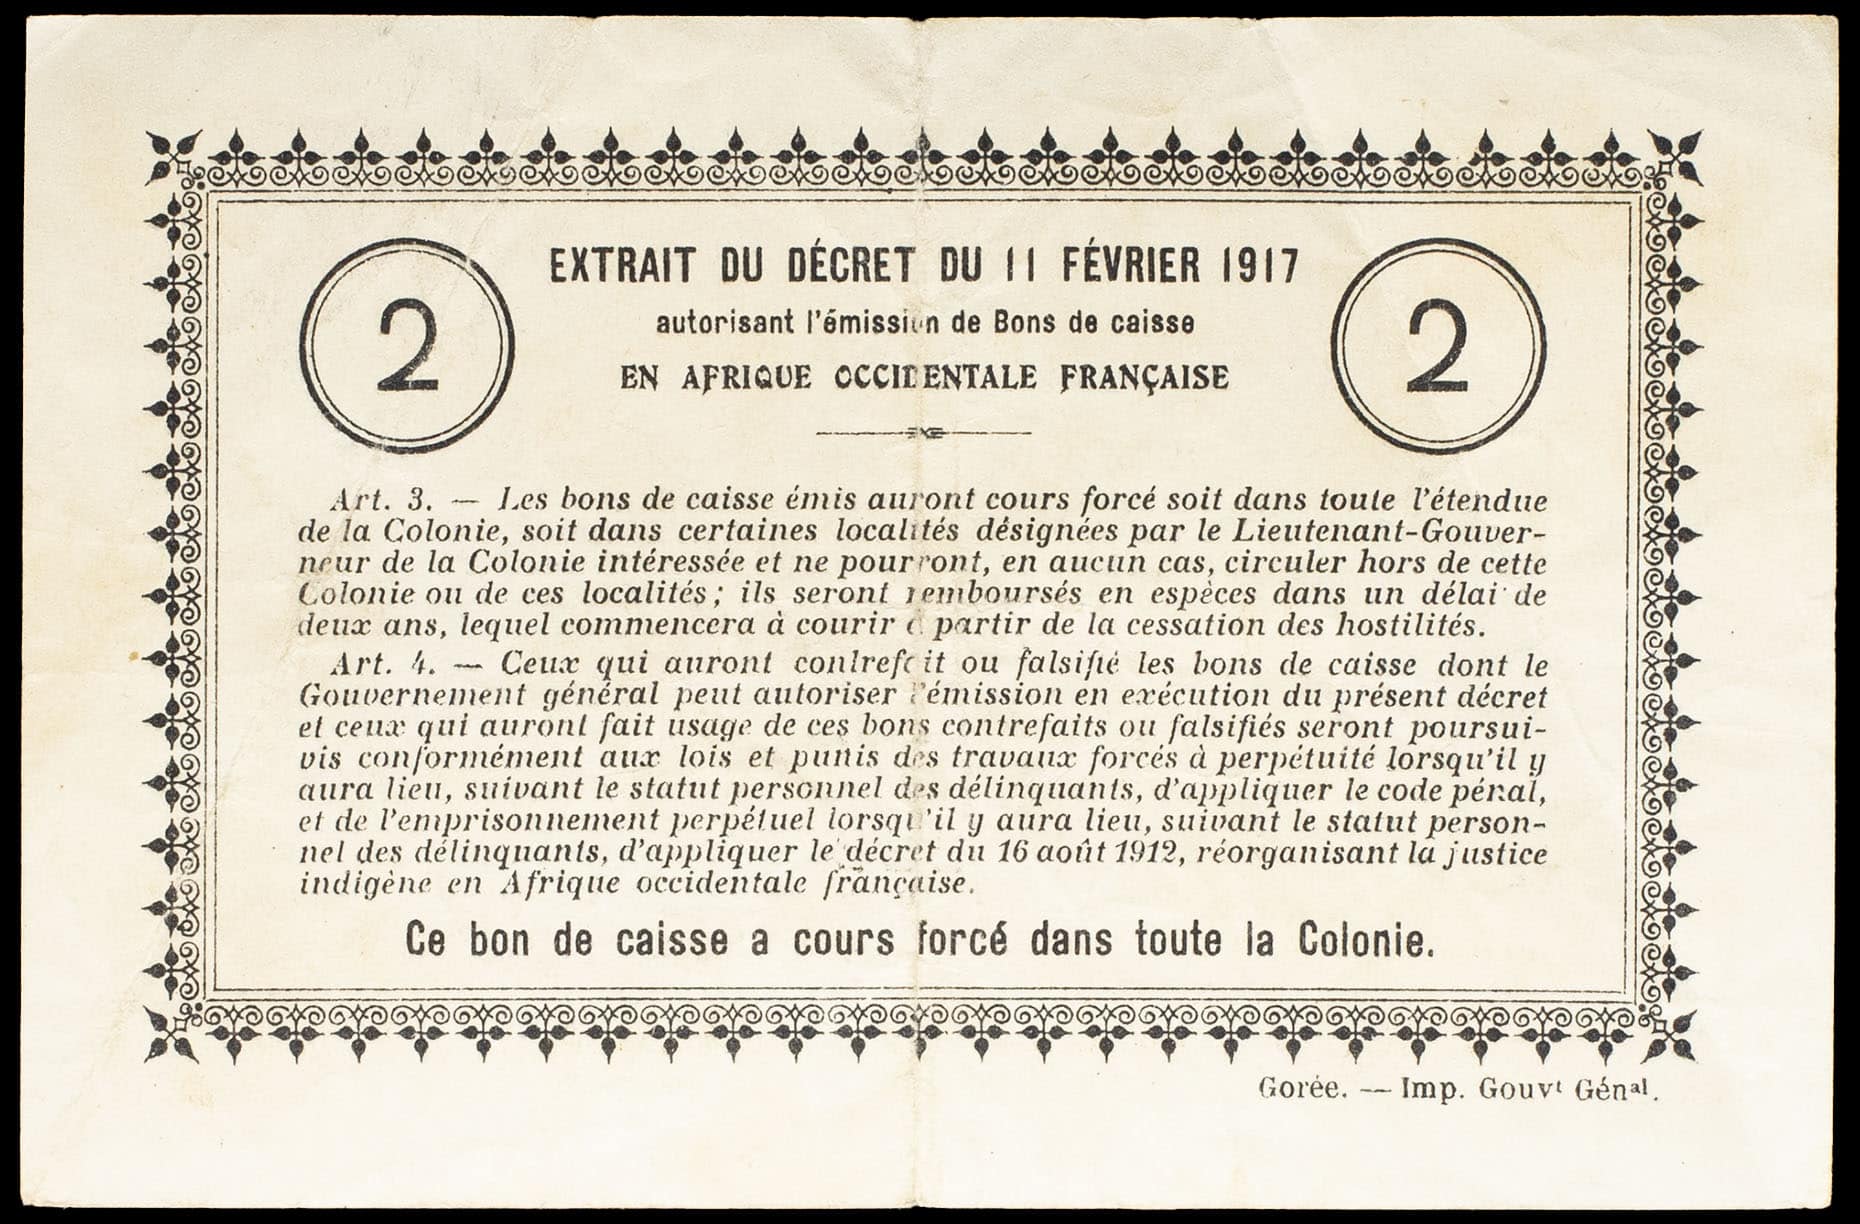 EXTRAIT DU DÉCRET DU 11 FÉVRIER 1917
2
2
autorisant l'émission de Bons de caisse
EN AFRIQUE OCCIDENTALE FRANÇAISE
Art. 3. — Les bons de caisse émis auront cours forcé soit dans toute l'étendue
de la Colonie, soit dans certaines localités désignées par le Lieutenant-Gouver-
neur de la Colonie intéressée et ne pourront, en aucun cas, circuler hors de cette
Colonie ou de ces localités; ils seront remboursés en espèces dans un délai de
deux ans, lequel commencera à courir à partir de la cessation des hostilités.
Art. 4. — Ceux qui auront contrefait ou falsifié les bons de caisse dont le
Gouvernement général peut autoriser l'émission en exécution du présent décret
et ceux qui auront fait usage de ces bons contrefaits ou falsifiés seront poursui-
vis conformément aux lois et punis des travaux forcés à perpétuité lorsqu'il y
aura lieu, suivant le statut personnel des délinquants, d'appliquer le code pénal,
et de l'emprisonnement perpétuel lorsqu'il y aura lieu, suivant le statut person-
nel des délinquants, d'appliquer le décret du 16 août 1912, réorganisant la justice
indigène en Afrique occidentale française.
Ce bon de caisse a cours forcé dans toute la Colonie.
Gorée. — Imp. Gouvt Génal.